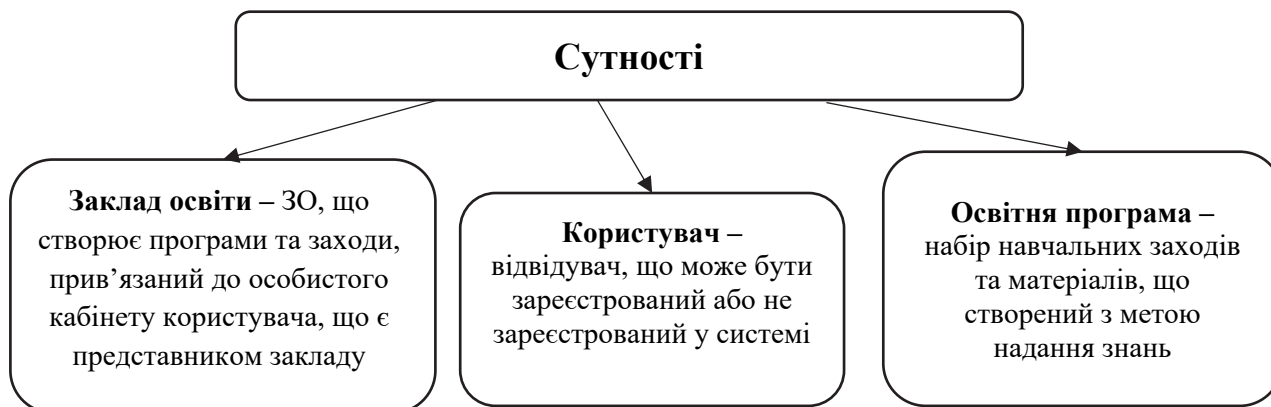 Сутності
Заклад освіти – ЗО, що
створює програми та заходи,
прив’язаний до особистого
кабінету користувача, що є
представником закладу
Користувач –
відвідувач, що може бути
зареєстрований або не
зареєстрований у системі
Освітня програма –
набір навчальних заходів
та матеріалів, що
створений з метою
надання знань